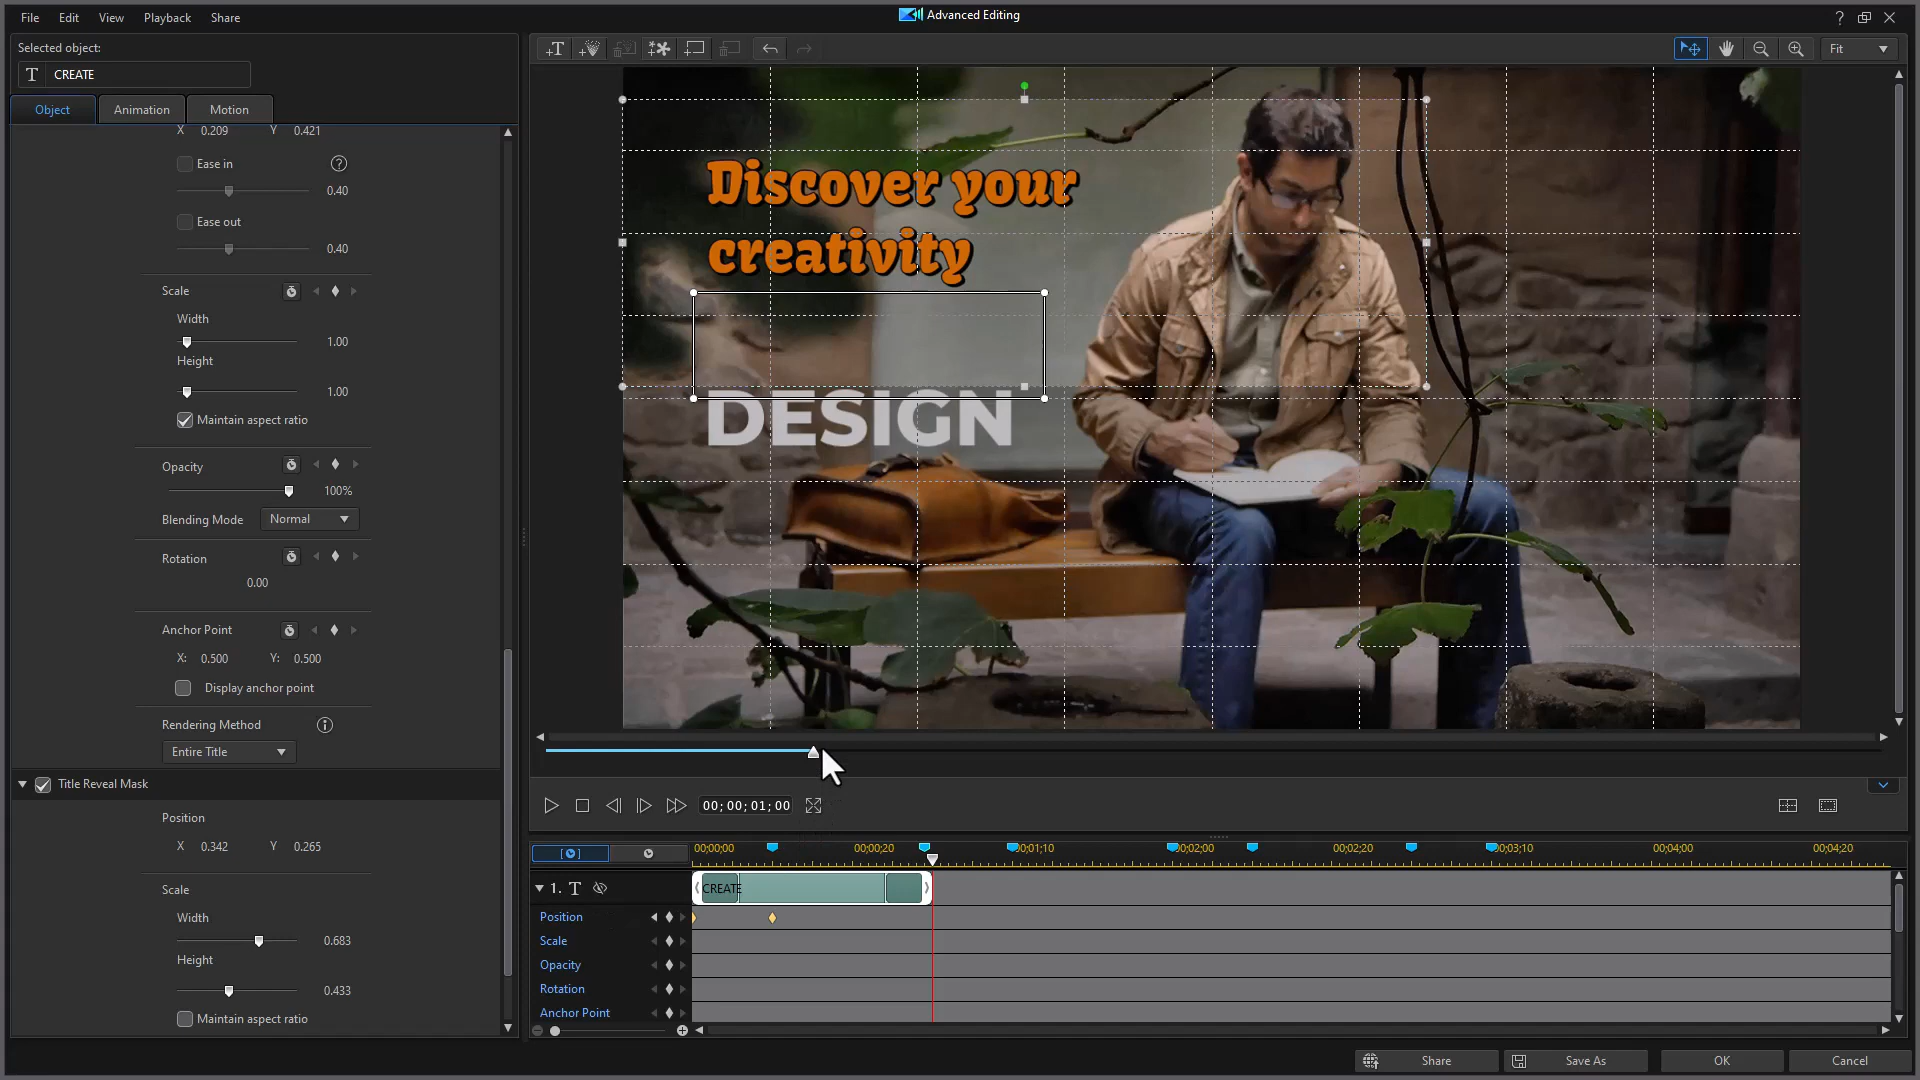 File Edit View Playback Share
Advanced Editing
?
Selected object:
T CREATE
Fit
Object Animation Motion
X 0.209 Y 0.421
Ease in
0.40
Ease out
0.40
Scale
Width
1.00
Height
1.00
Maintain aspect ratio
Opacity
100%
Blending Mode Normal
Rotation
0.00
Anchor Point
X: 0.500 Y: 0.500
Display anchor point
Rendering Method
Entire Title
Title Reveal Mask
Position
X 0.342 Y 0.265
Scale
Width
0.683
Height
0.433
Maintain aspect ratio
Discover your
creativity
DESIGN
00;00;01;00
00;00;00 00;00;20 00;01;10 00;02;00 00;02;20 00;03;10 00;04;00 00;04;20
1. T CREATE
Position
Scale
Opacity
Rotation
Anchor Point
Share Save As OK Cancel